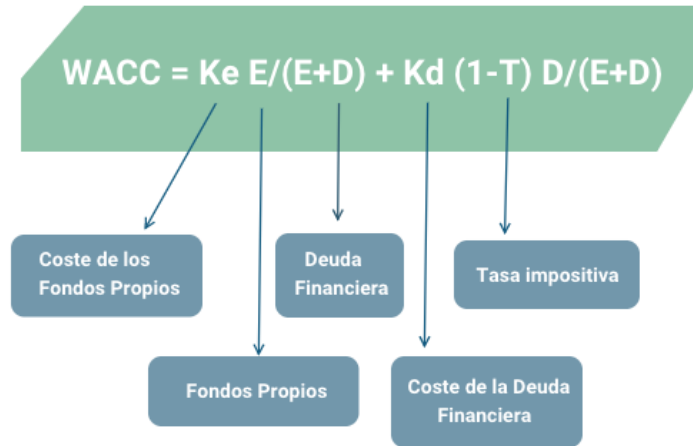 WACC = Ke E/(E+D) + Kd (1-T) D/(E+D)
Coste de los
Fondos Propios
Deuda
Financiera
Tasa impositiva
Fondos Propios
Coste de la Deuda
Financiera